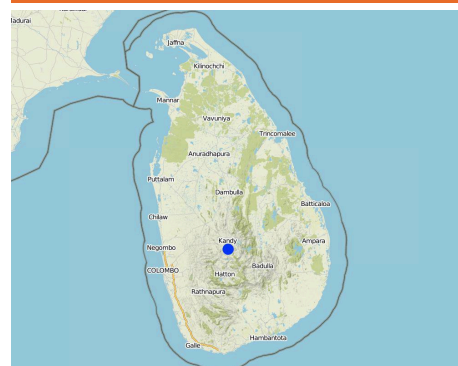 Madurai
Jaffna
Kilinochchi
Mannar
Vavuniya
Trincomalee
Anuradhapura
Puttalam
Dambulla
Batticaloa
Chilaw
Kandy
Ampara
Negombo
Badulla
COLOMBO
Hatton
Rathnapura
Hambantota
Galle